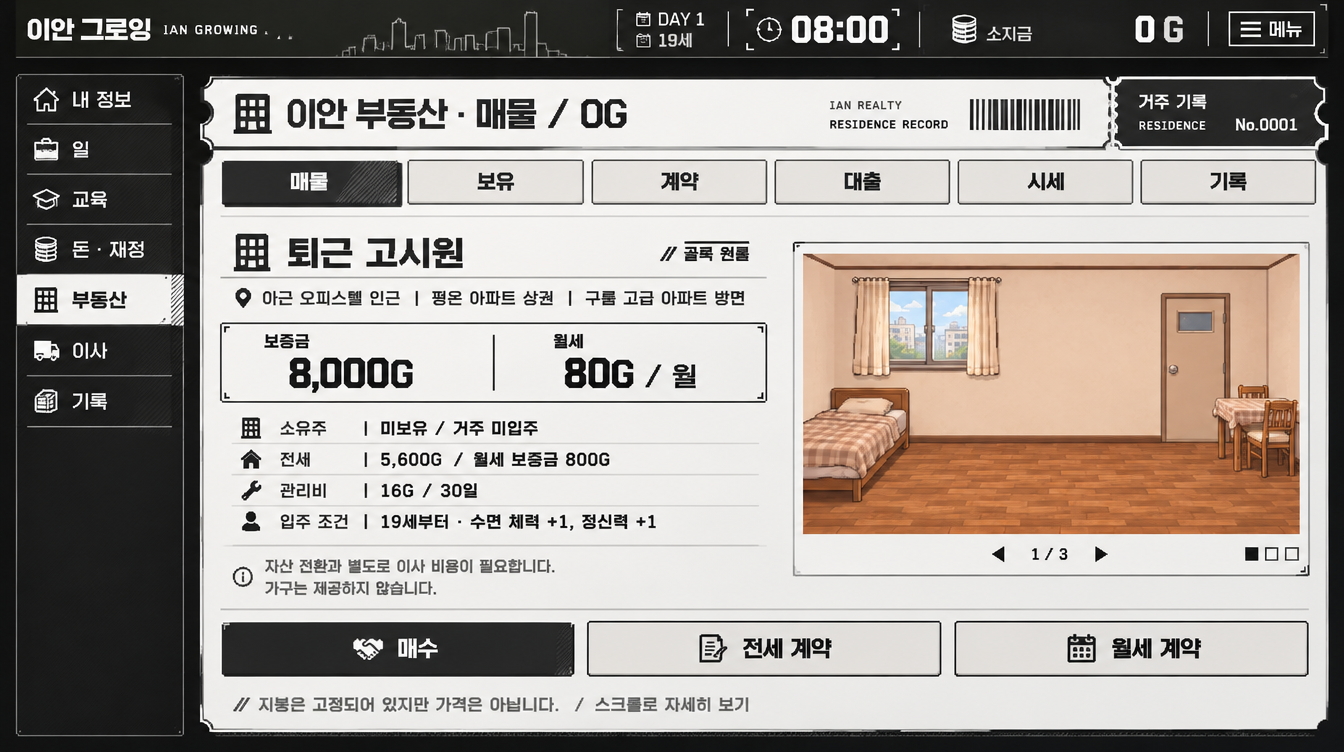 이안 그로잉 IAN GROWING . . .
DAY 1
19세
08:00
소지금
0 G
메뉴
내 정보
일
교육
돈 · 재정
부동산
이사
기록
이안 부동산 · 매물 / 0G
IAN REALTY
RESIDENCE RECORD
거주 기록
RESIDENCE No.0001
매물
보유
계약
대출
시세
기록
퇴근 고시원
// 골목 원룸
야근 오피스텔 인근 | 평온 아파트 상권 | 구름 고급 아파트 방면
보증금
8,000G
월세
80G / 월
소유주 | 미보유 / 거주 미입주
전세 | 5,600G / 월세 보증금 800G
관리비 | 16G / 30일
입주 조건 | 19세부터 · 수면 체력 +1, 정신력 +1
자산 전환과 별도로 이사 비용이 필요합니다.
가구는 제공하지 않습니다.
1 / 3
매수
전세 계약
월세 계약
// 지붕은 고정되어 있지만 가격은 아닙니다. / 스크롤로 자세히 보기